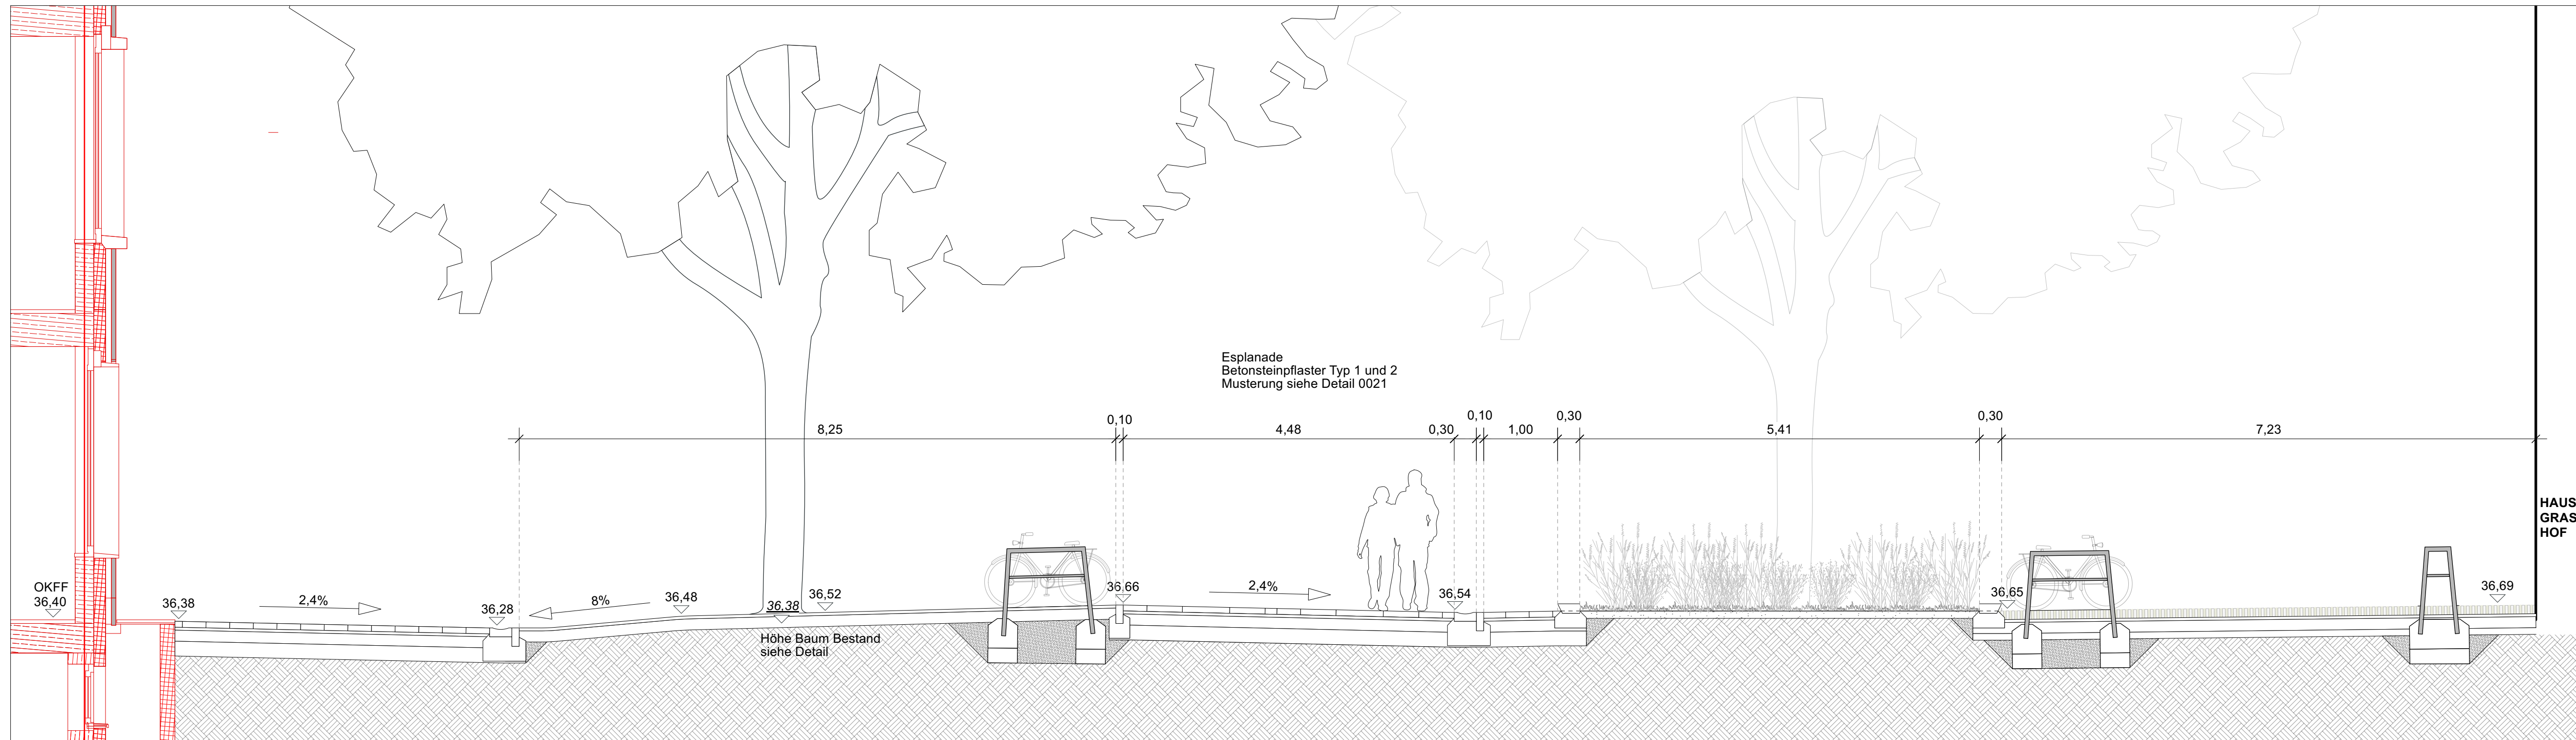 Esplanade
Betonsteinpflaster Typ 1 und 2
Musterung siehe Detail 0021
0,10
0,10
0,30
0,30
8,25
4,48
0,30
1,00
5,41
7,23
HAUS
GRAS
HOF
OKFF
36,40
36,38
2,4%
36,28
8%
36,48
36,38
36,52
36,66
2,4%
36,54
36,65
36,69
Höhe Baum Bestand
siehe Detail